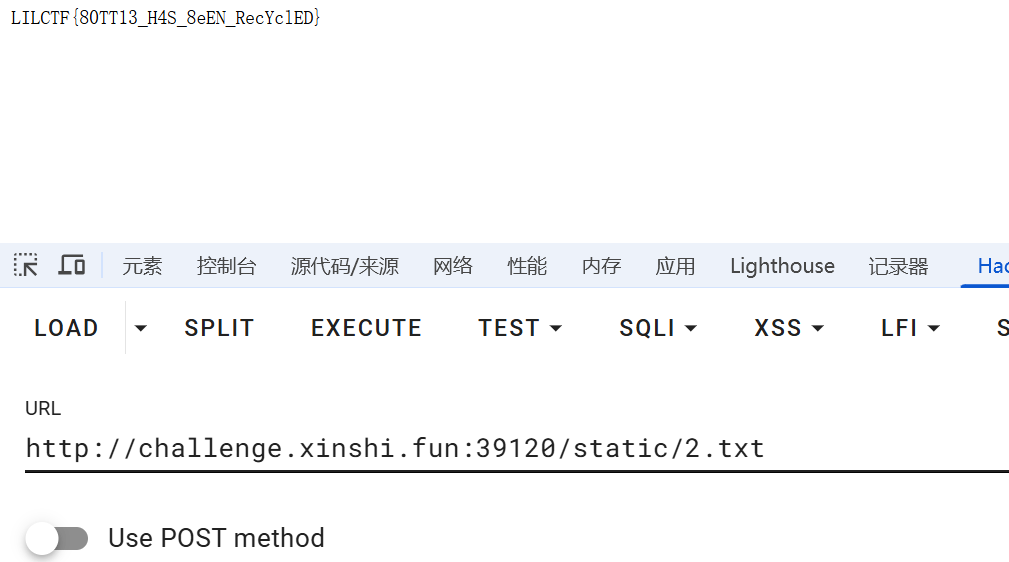 LILCTF{80TT13_H4S_8eEN_RecYclED}
元素 控制台 源代码/来源 网络 性能 内存 应用 Lighthouse 记录器 Hac
LOAD SPLIT EXECUTE TEST SQLI XSS LFI S
URL
http://challenge.xinshi.fun:39120/static/2.txt
Use POST method